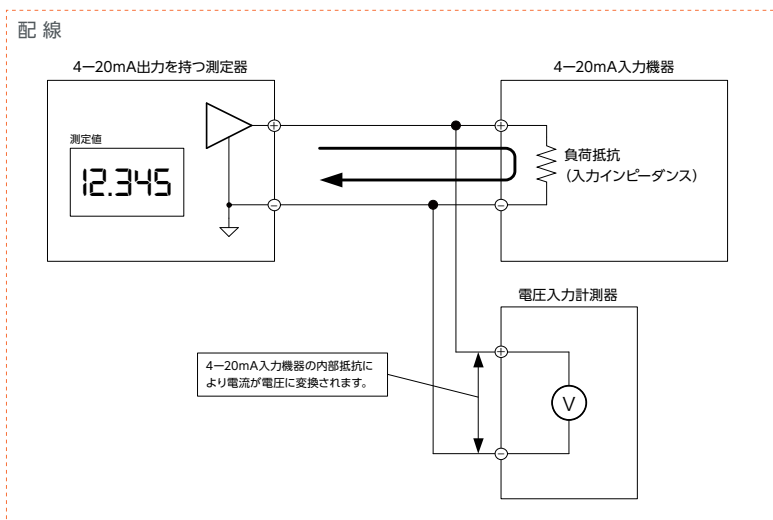 配線
4ー20mA出力を持つ測定器
4ー20mA入力機器
測定値
12.345
負荷抵抗
（入力インピーダンス）
電圧入力計測器
4ー20mA入力機器の内部抵抗に
より電流が電圧に変換されます。
V